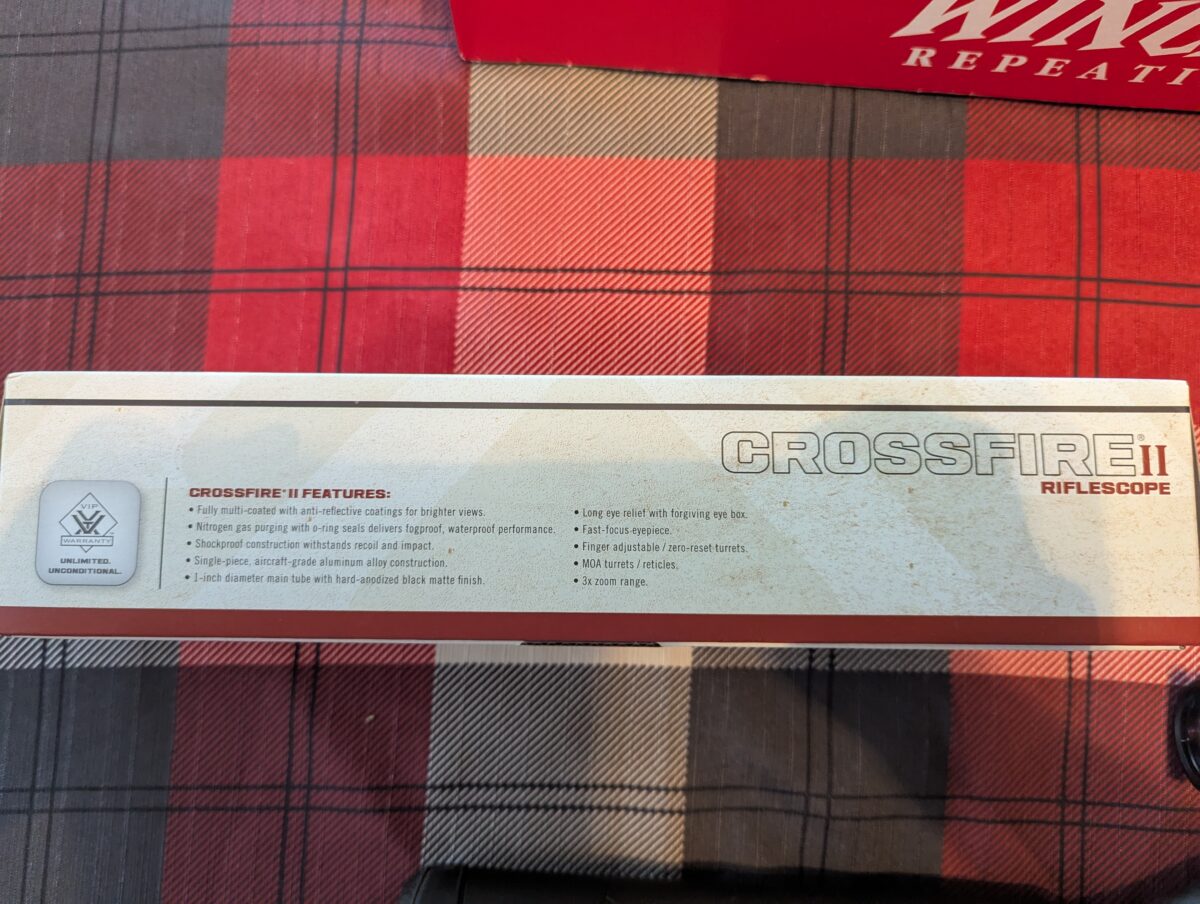 REPEATI
CROSSFIRE® II
RIFLESCOPE
VIP
WARRANTY
UNLIMITED.
UNCONDITIONAL.
CROSSFIRE® II FEATURES:
• Fully multi-coated with anti-reflective coatings for brighter views.
• Nitrogen gas purging with o-ring seals delivers fogproof, waterproof performance.
• Shockproof construction withstands recoil and impact.
• Single-piece, aircraft-grade aluminum alloy construction.
• 1-inch diameter main tube with hard-anodized black matte finish.
• Long eye relief with forgiving eye box.
• Fast-focus eyepiece.
• Finger adjustable / zero-reset turrets.
• MOA turrets / reticles.
• 3x zoom range.